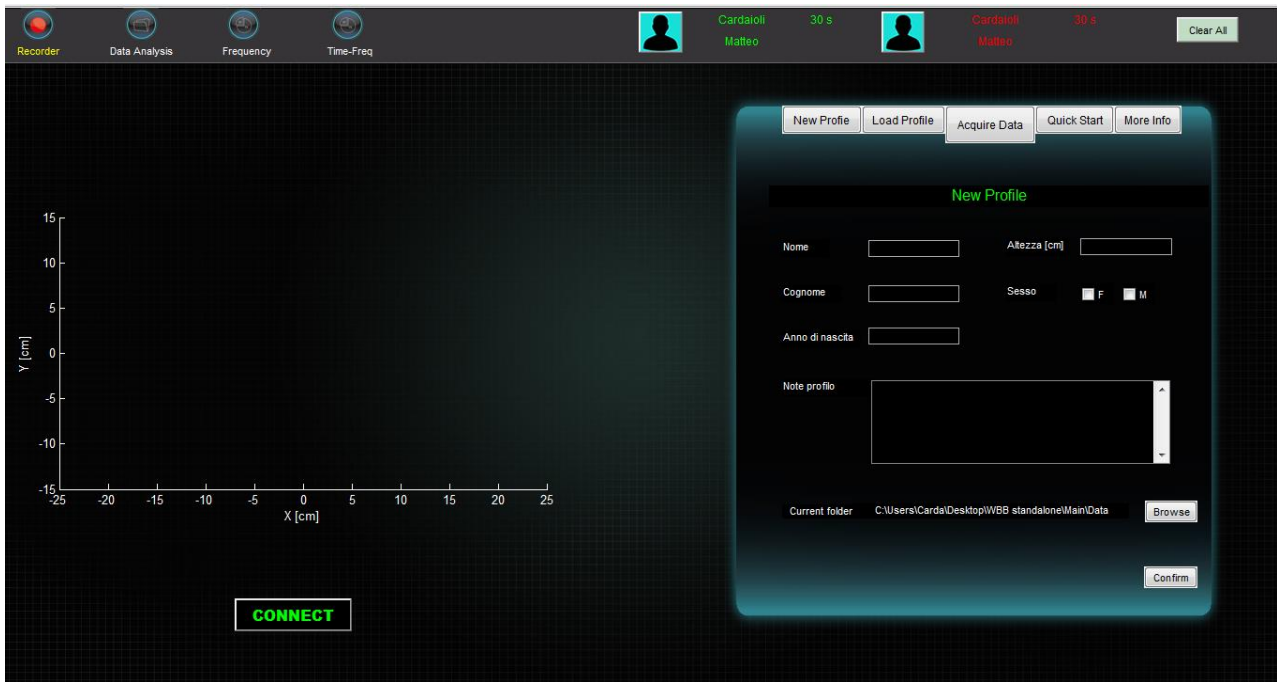 Cardaioli 30 s
Matteo
Cardaioli 30 s
Matteo
Clear All
Recorder Data Analysis Frequency Time-Freq
New Profie Load Profile Acquire Data Quick Start More Info
New Profile
Nome
Altezza [cm]
Cognome
Sesso F M
Anno di nascita
Note profilo
Current folder C:\Users\Carda\Desktop\WBB standalone\Main\Data Browse
Confirm
15
10
5
0
-5
-10
-15
Y [cm]
-25 -20 -15 -10 -5 0 5 10 15 20 25
X [cm]
CONNECT